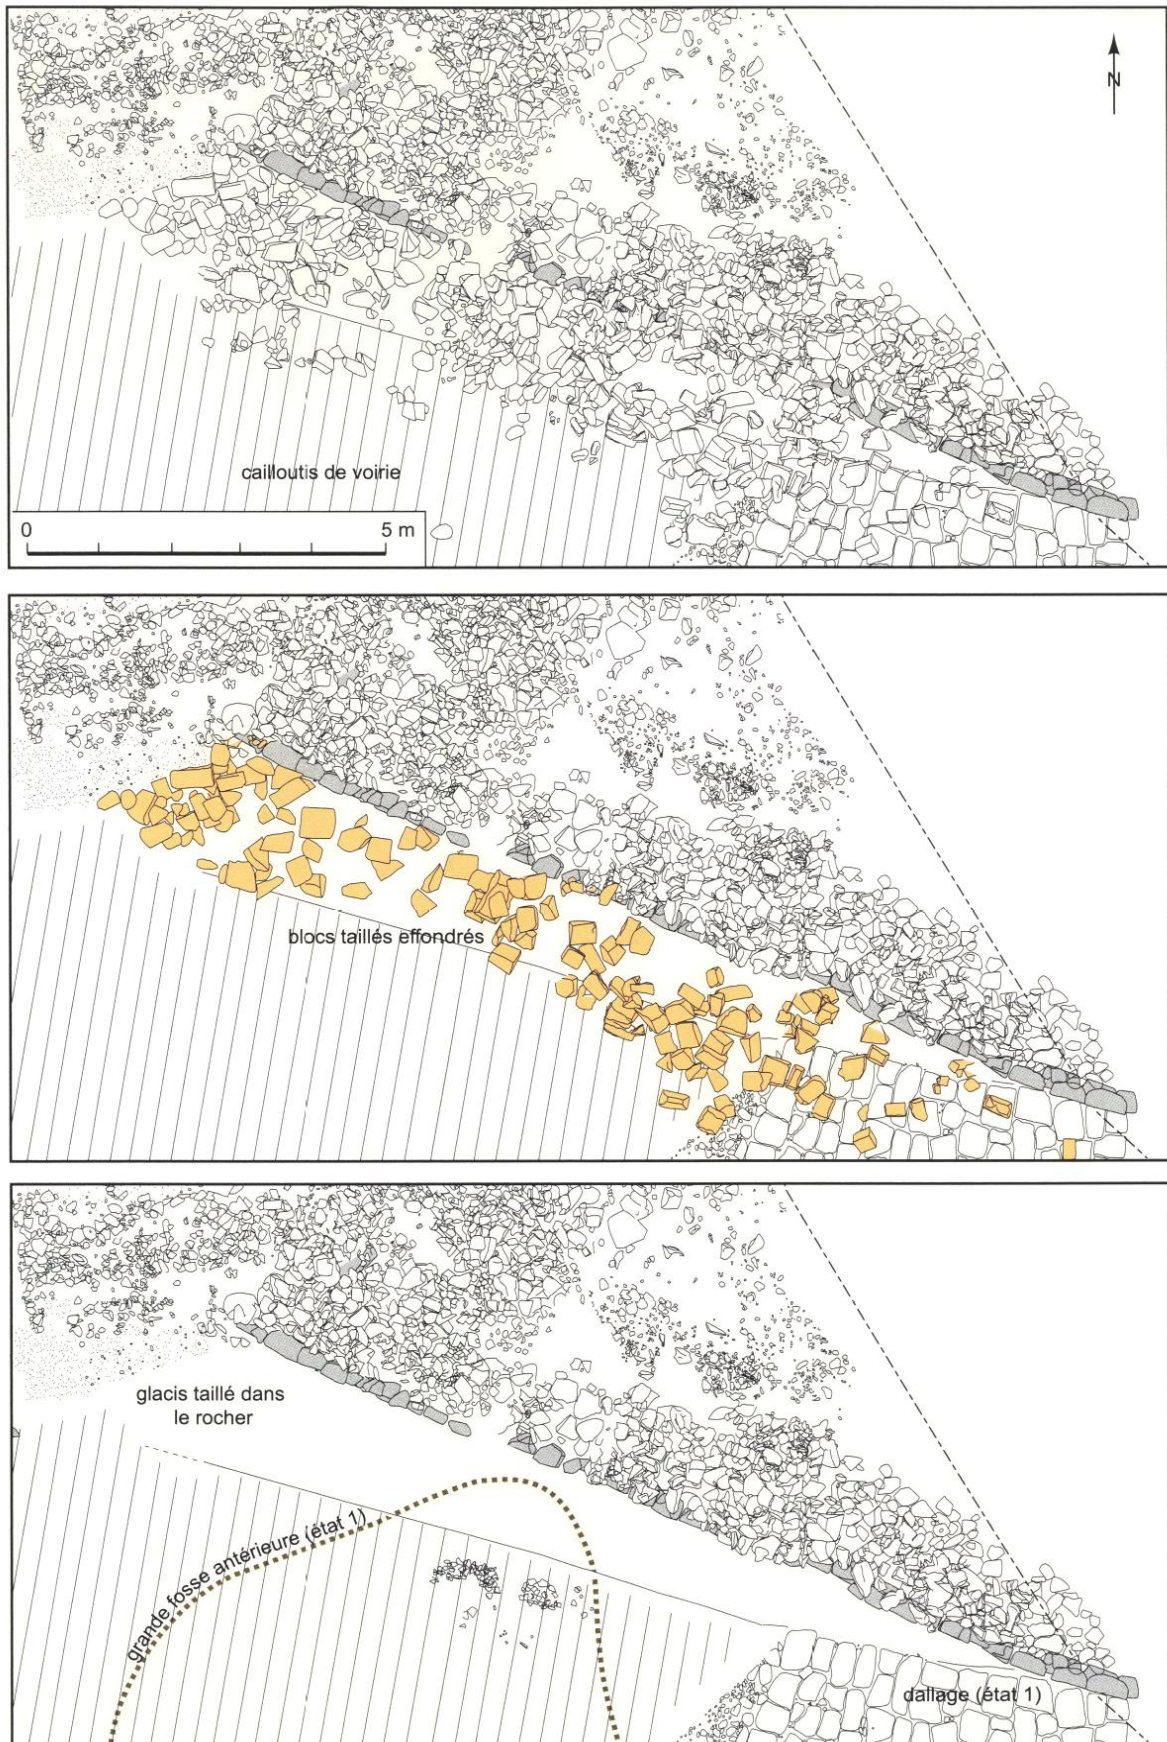 N
cailloutis de voirie
0 5 m
blocs taillés effondrés
glacis taillé dans
le rocher
grande fosse antérieure (état 1)
dallage (état 1)